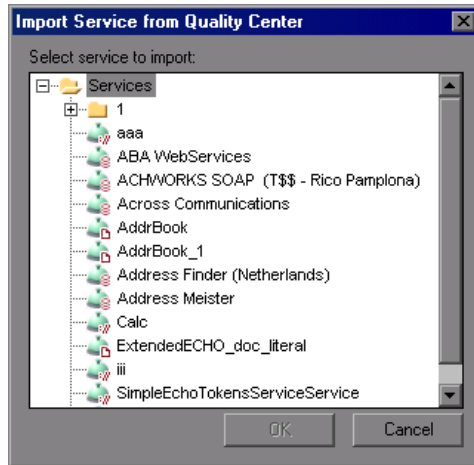 Import Service from Quality Center
Select service to import:
Services
1
aaa
ABA WebServices
ACHWORKS SOAP (T$$ - Rico Pamplona)
Across Communications
AddrBook
AddrBook_1
Address Finder (Netherlands)
Address Meister
Calc
ExtendedECHO_doc_literal
iii
SimpleEchoTokensServiceService
OK
Cancel